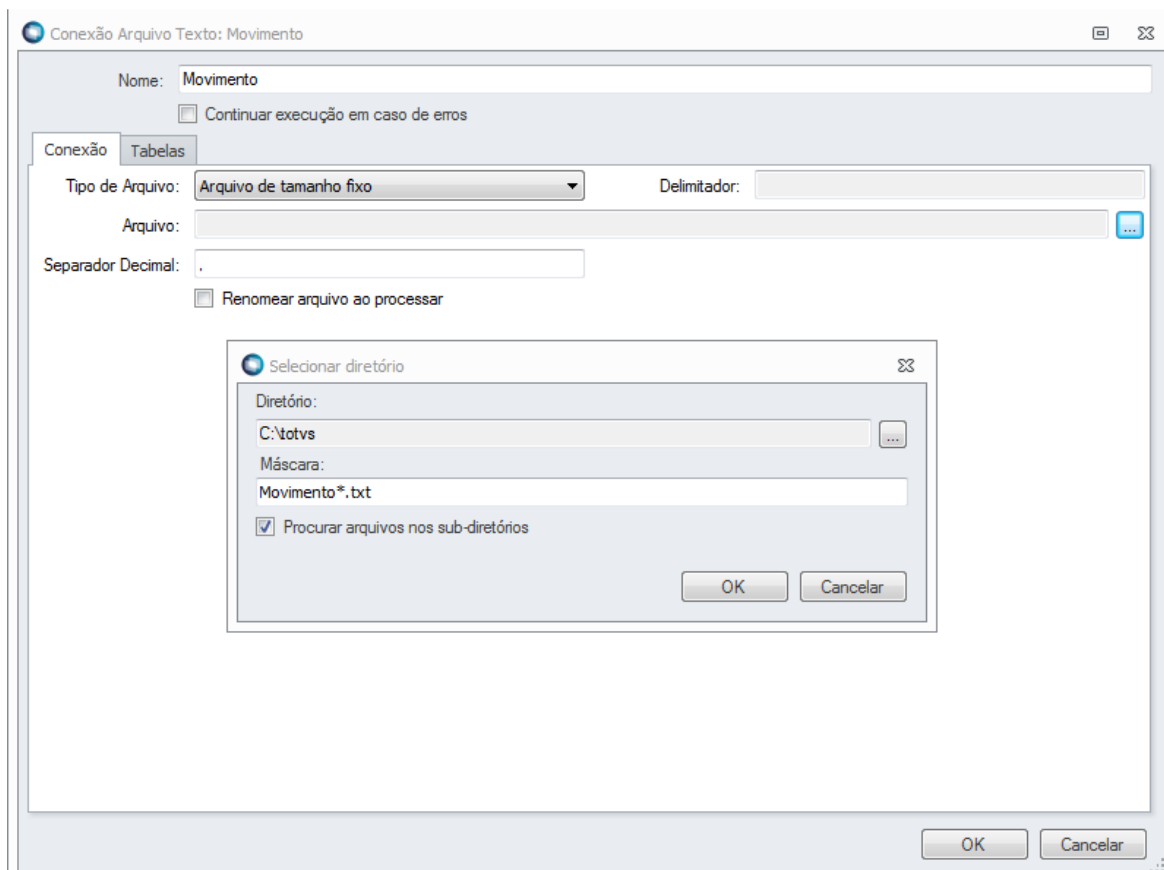 Conexão Arquivo Texto: Movimento
Nome: Movimento
Continuar execução em caso de erros
Conexão Tabelas
Tipo de Arquivo: Arquivo de tamanho fixo Delimitador:
Arquivo: ...
Separador Decimal: ,
Renomear arquivo ao processar
Selecionar diretório
Diretório:
C:\totvs ...
Máscara:
Movimento*.txt
Procurar arquivos nos sub-diretórios
OK Cancelar
OK Cancelar